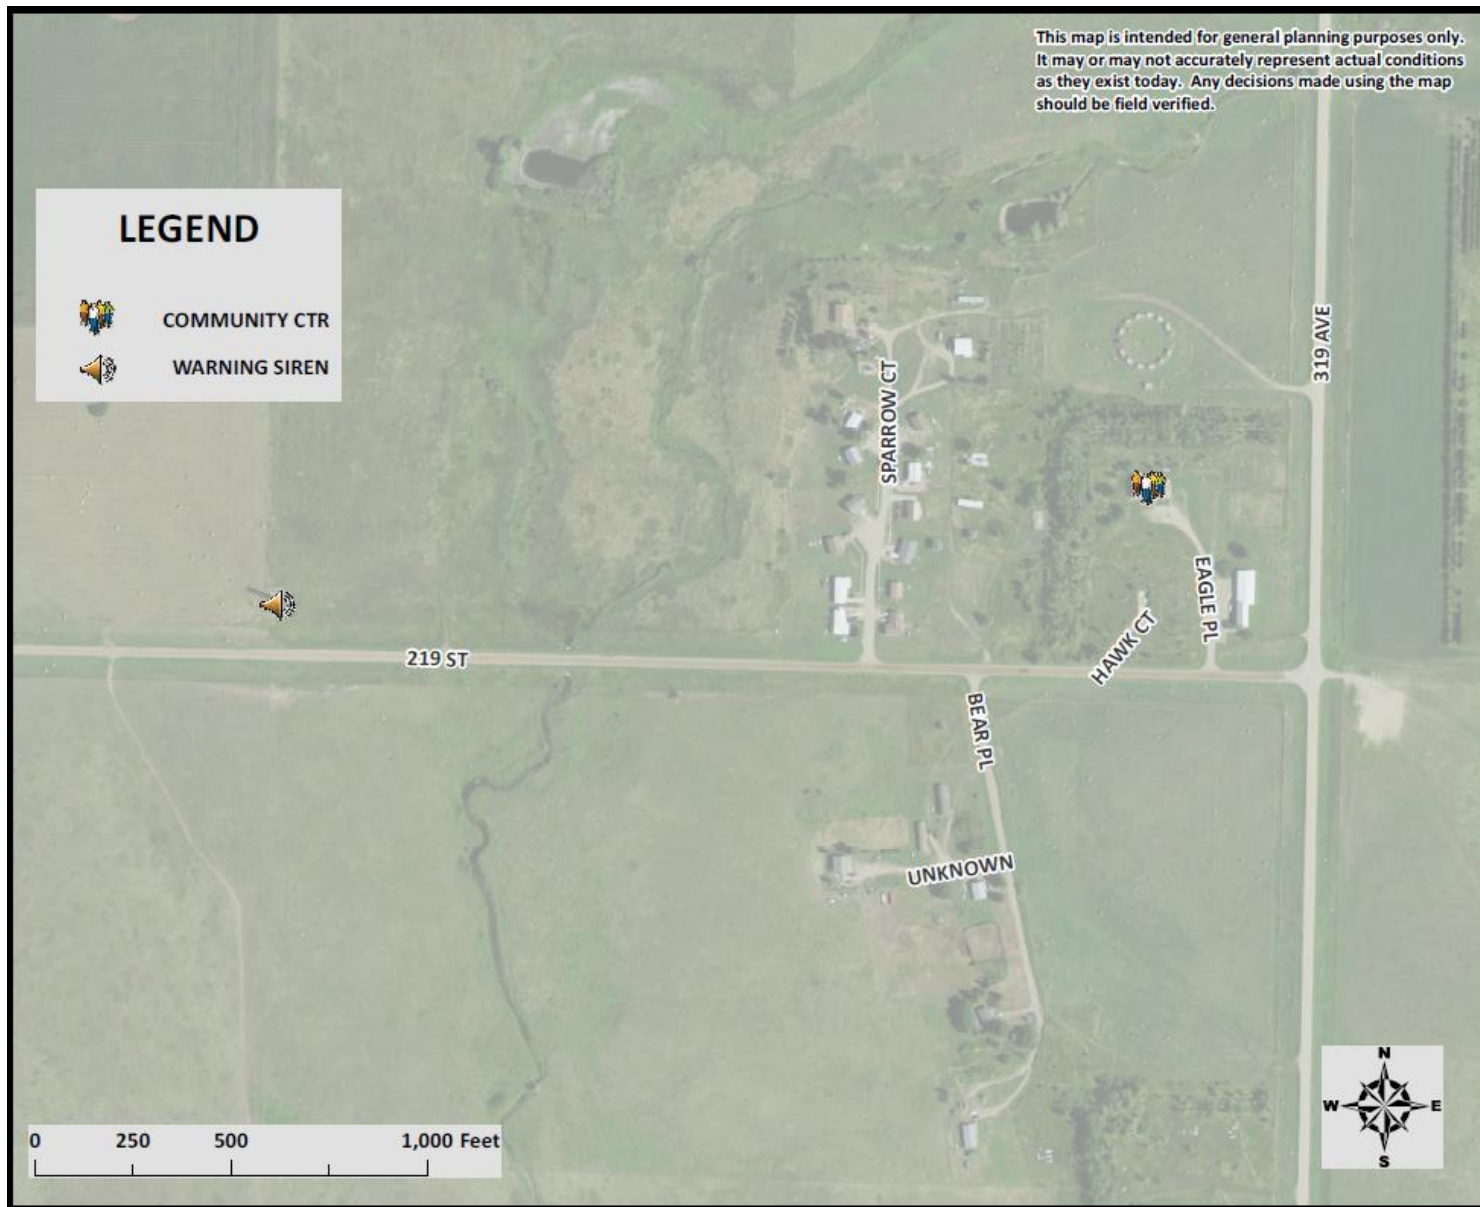 This map is intended for general planning purposes only.
It may or may not accurately represent actual conditions
as they exist today. Any decisions made using the map
should be field verified.
LEGEND
COMMUNITY CTR
WARNING SIREN
319 AVE
SPARROW CT
EAGLE PL
HAWK CT
219 ST
BEAR PL
UNKNOWN
0 250 500 1,000 Feet
N
W E
S